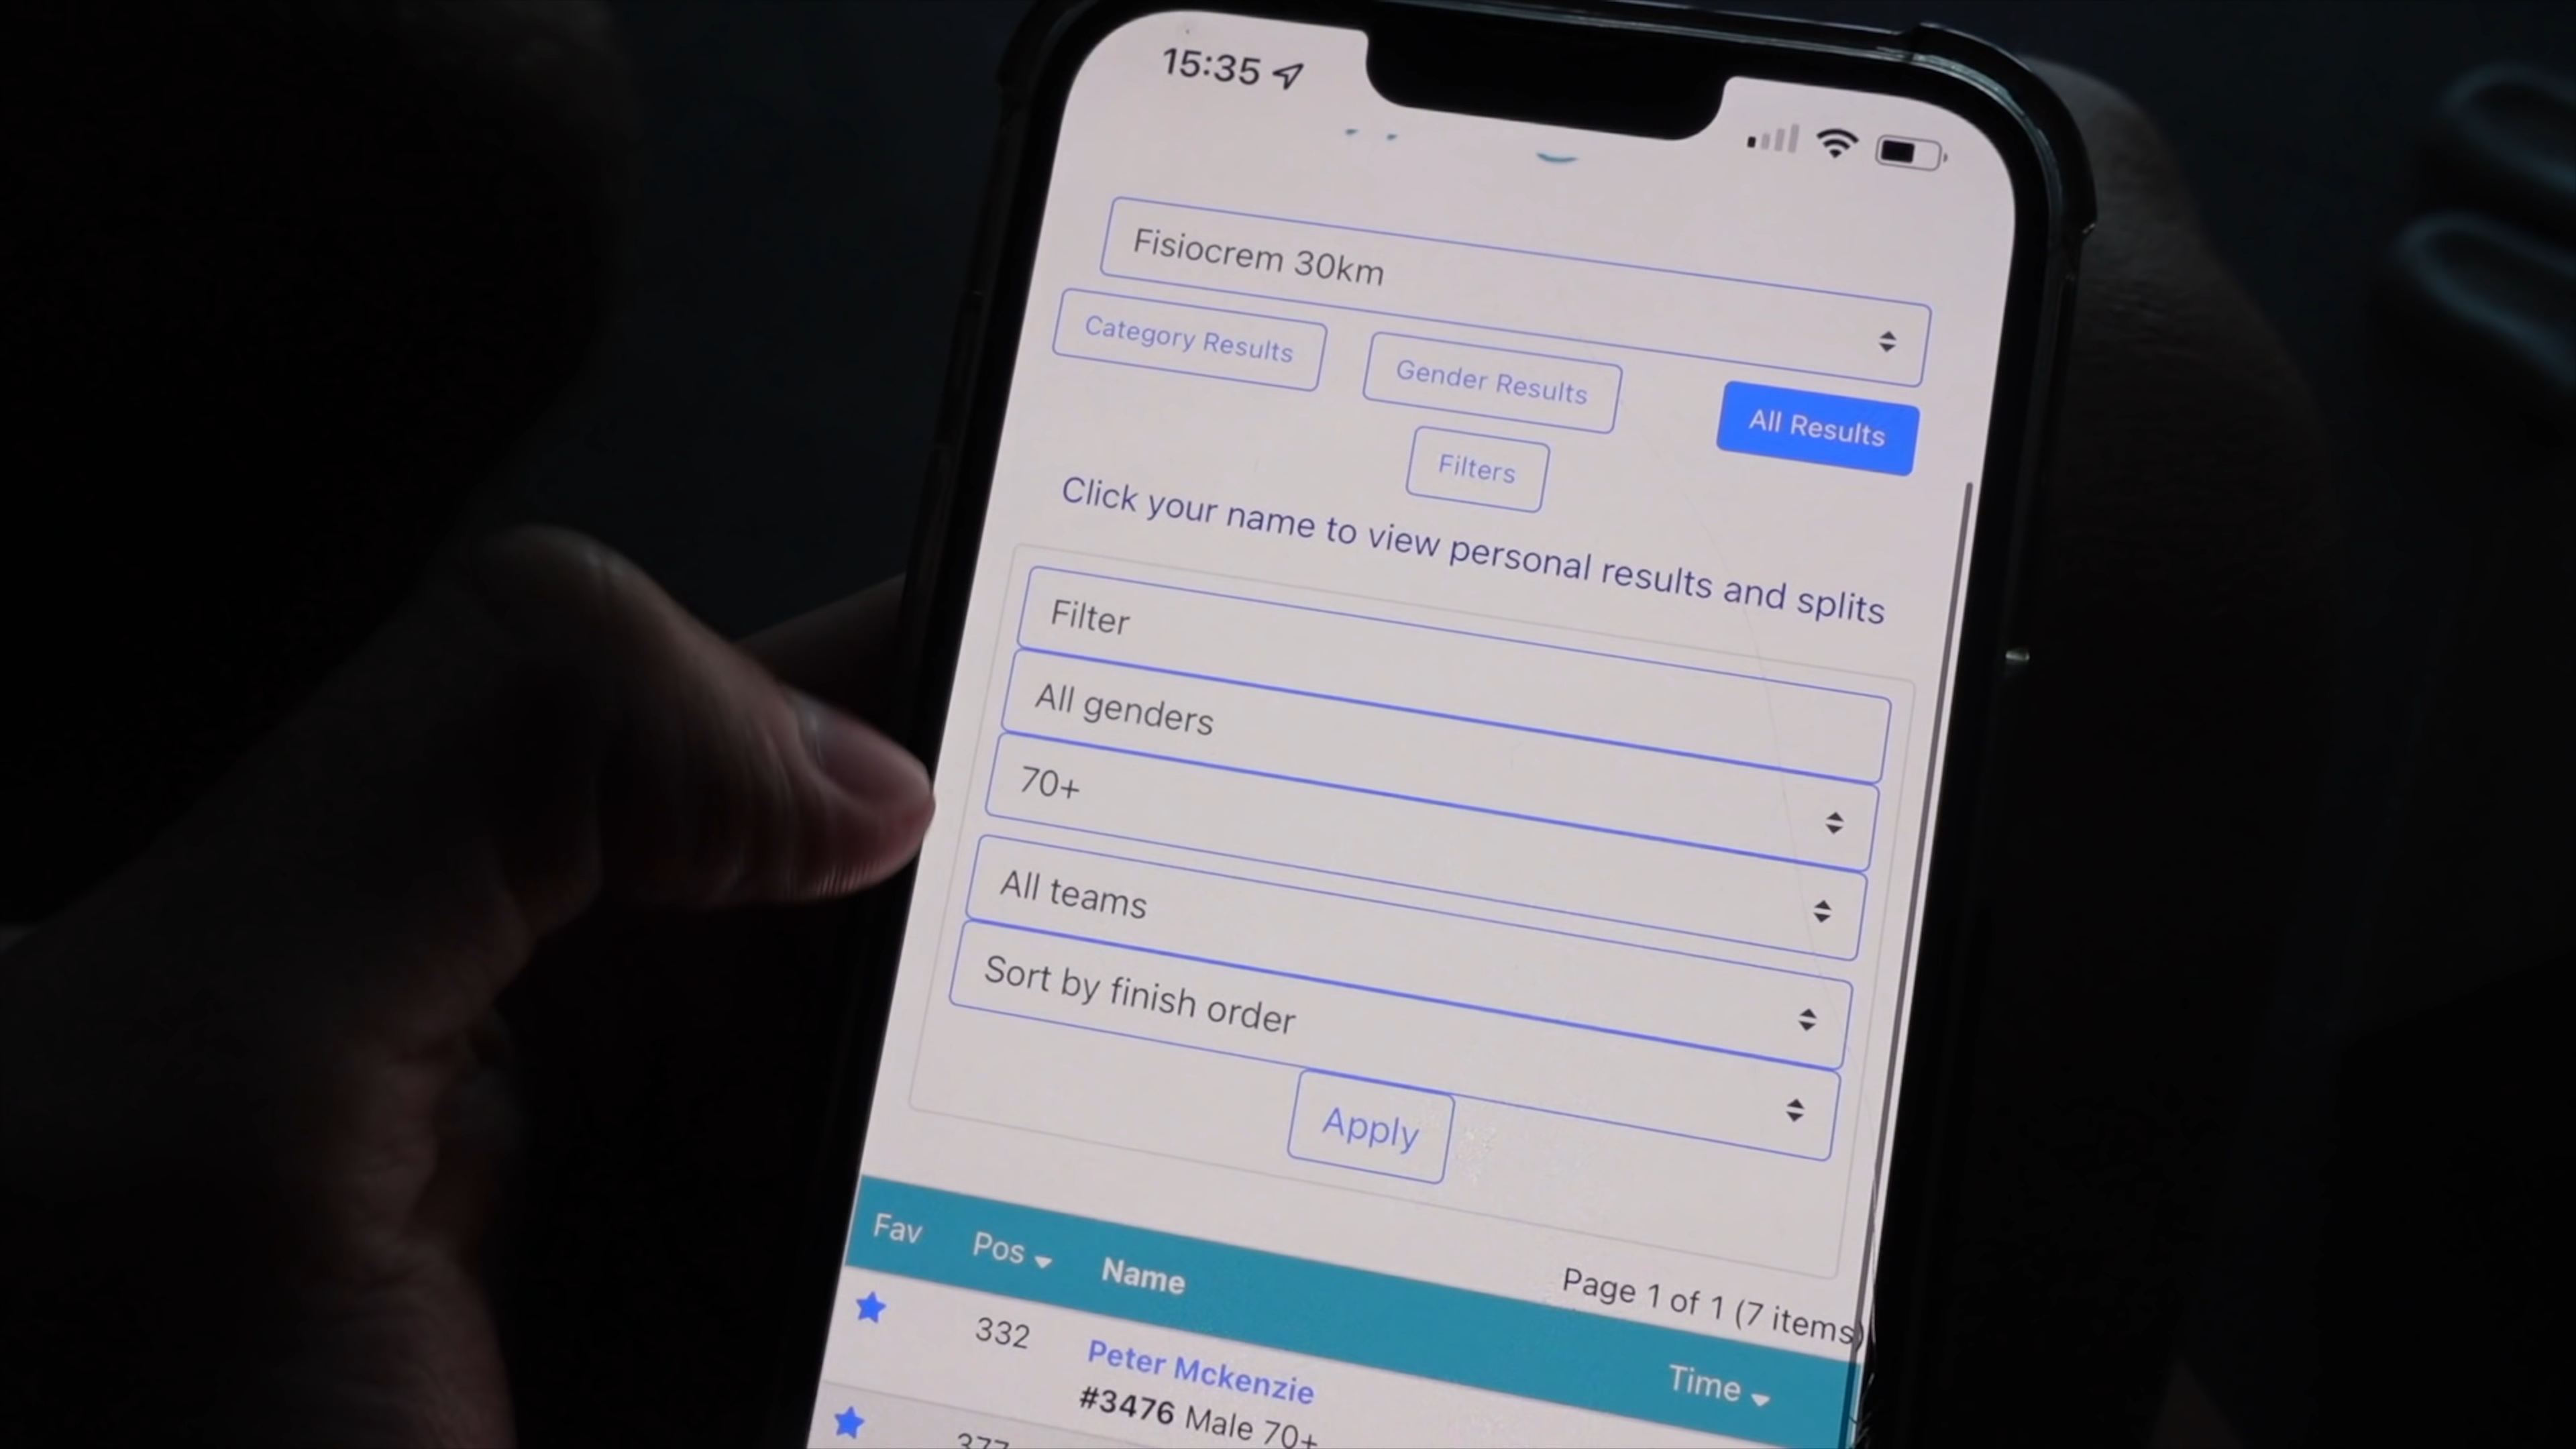 15:35
Fisiocrem 30km
Category Results
Gender Results
All Results
Filters
Click your name to view personal results and splits
Filter
All genders
70+
All teams
Sort by finish order
Apply
Page 1 of 1 (7 items)
Fav Pos Name Time
332 Peter Mckenzie
#3476 Male 70+
377